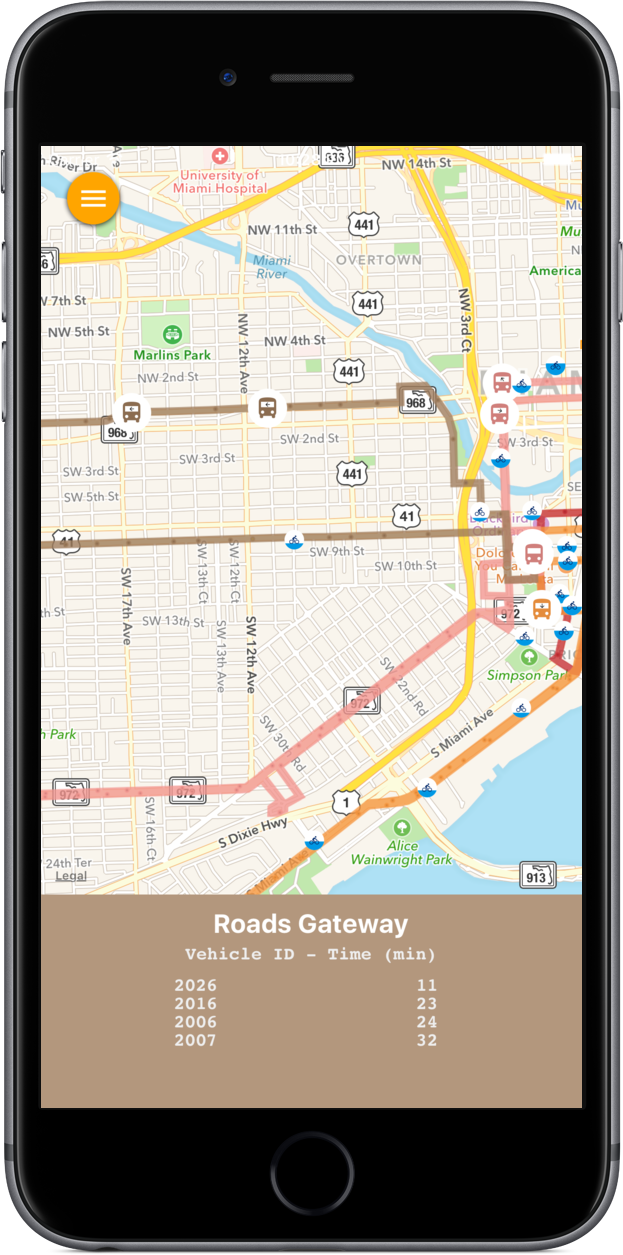 836
NW 14th St
University of
Miami Hospital
441
NW 11th St
OVERTOWN
Miami
River
America
NW 3rd Ct
441
W 7th St
NW 5th St
NW 12th Ave
NW 4th St
Marlins Park
441
NW 2nd St
968
968
SW 2nd St
SW 3rd St
SW 3rd St
SW 3rd St
441
SW 5th St
41
41
SW 9th St
SW 10th St
SW 13th Ct
SW 12th Ct
SW 17th Ave
th St
SW 13th St
SW 13th Ave
SW 12th Ave
972
Simpson Park
SW 22nd Rd
972
SW 30th Rd
S Miami Ave
h Park
972
972
1
SW 16th Ct
S Dixie Hwy
Alice
Wainwright Park
24th Ter
Legal
S Miami Ave
913
Roads Gateway
Vehicle ID - Time (min)
2026 11
2016 23
2006 24
2007 32